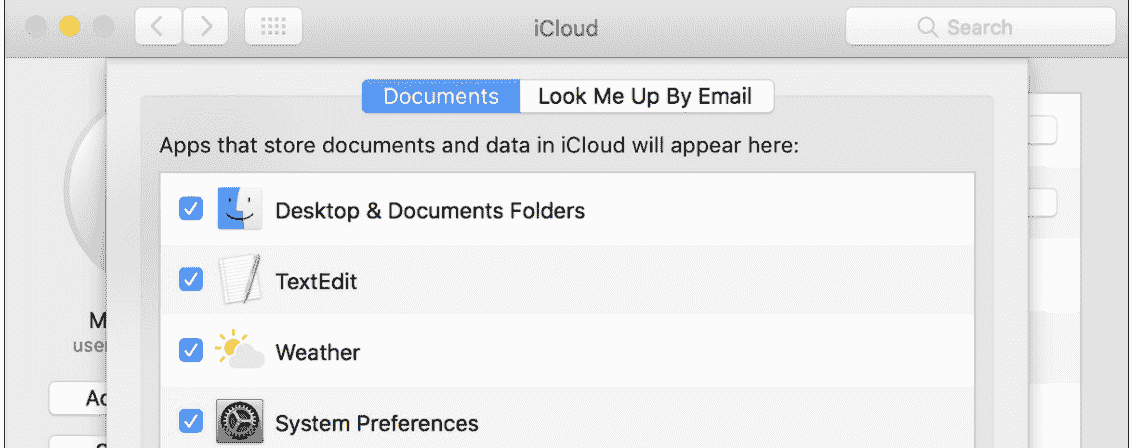 iCloud
Search
Documents
Look Me Up By Email
Apps that store documents and data in iCloud will appear here:
Desktop & Documents Folders
TextEdit
Weather
System Preferences